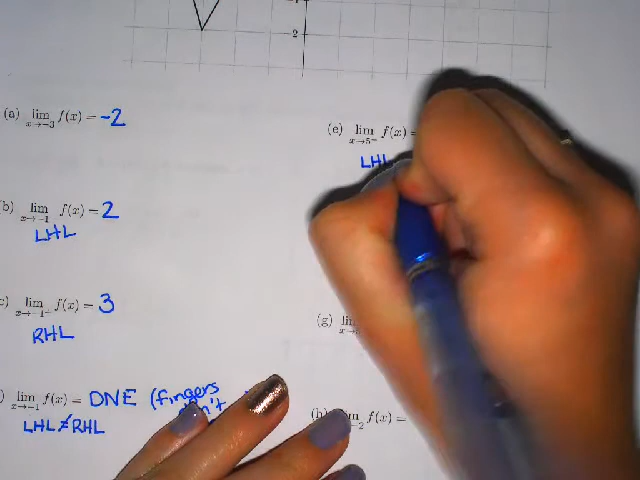 2
(a) lim x→-3 f(x) = -2
(e) lim x→5⁻ f(x) =
LHL
(b) lim x→-1⁻ f(x) = 2
LHL
(c) lim x→-1⁺ f(x) = 3
RHL
(g) lim
) lim x→-1 f(x) = DNE (fingers
LHL ≠ RHL
(h) lim f(x) =